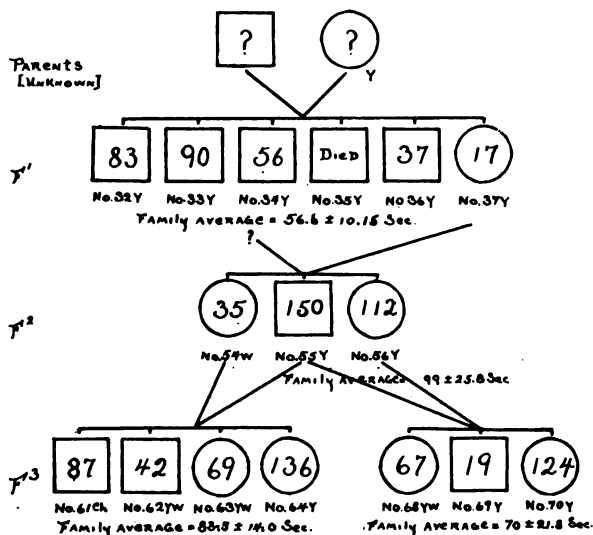 ? ?
Parents
[Unknown]
Y
83 90 56 Died 37 17
F1
No.32Y No.33Y No.34Y No.35Y No.36Y No.37Y
Family Average = 56.6 ± 10.15 Sec.
?
35 150 112
F2
No.54w No.55Y No.56Y
Family Average= 99±25.8 Sec
87 42 69 136 67 19 124
F3
No.61Ch No.62Yw No.63Yw No.64Y No.68Yw No.69Y No.70Y
Family Average =83.5 ± 14.0 Sec. Family Average = 70 ±21.8 Sec